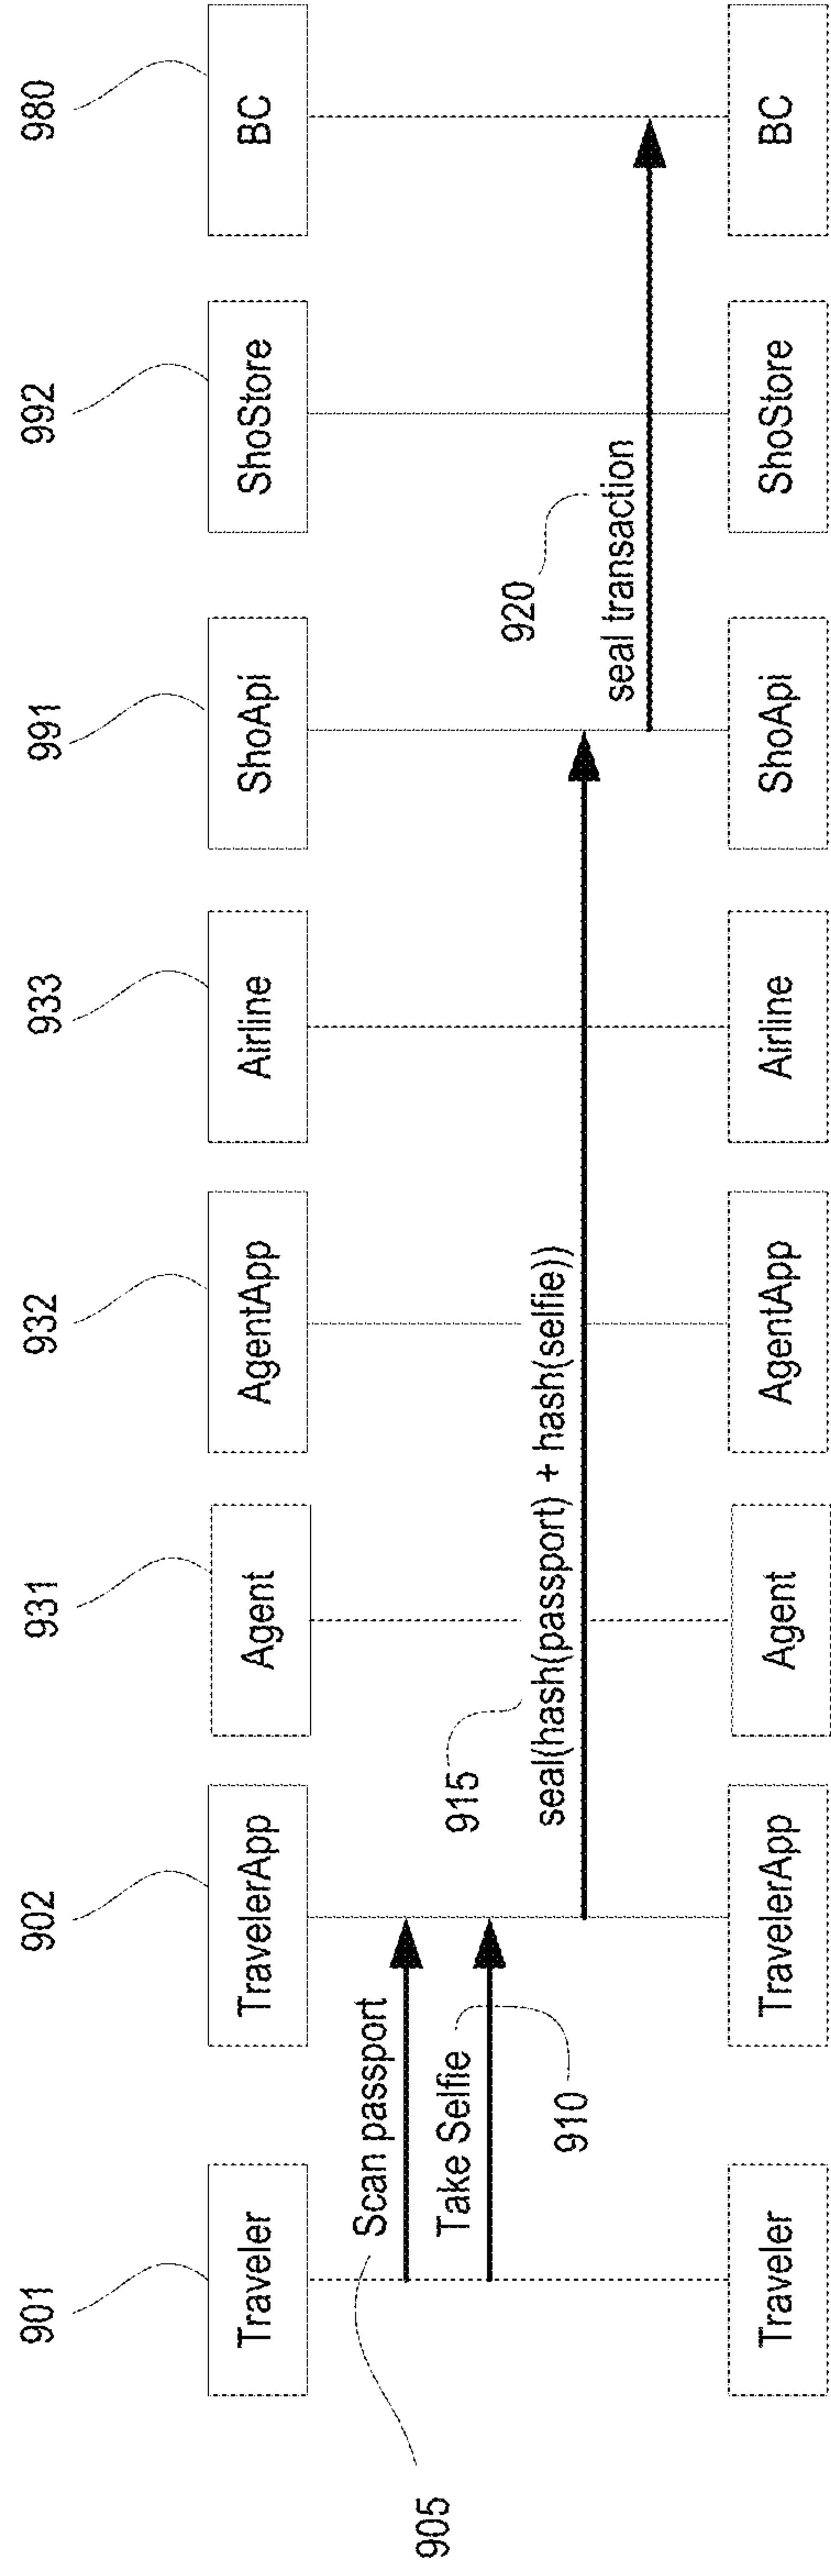 901
902
931
932
933
991
992
980
Traveler
TravelerApp
Agent
AgentApp
Airline
ShoApi
ShoStore
BC
905
Scan passport
Take Selfie
910
915
seal(hash(passport) + hash(selfie))
920
seal transaction
Traveler
TravelerApp
Agent
AgentApp
Airline
ShoApi
ShoStore
BC